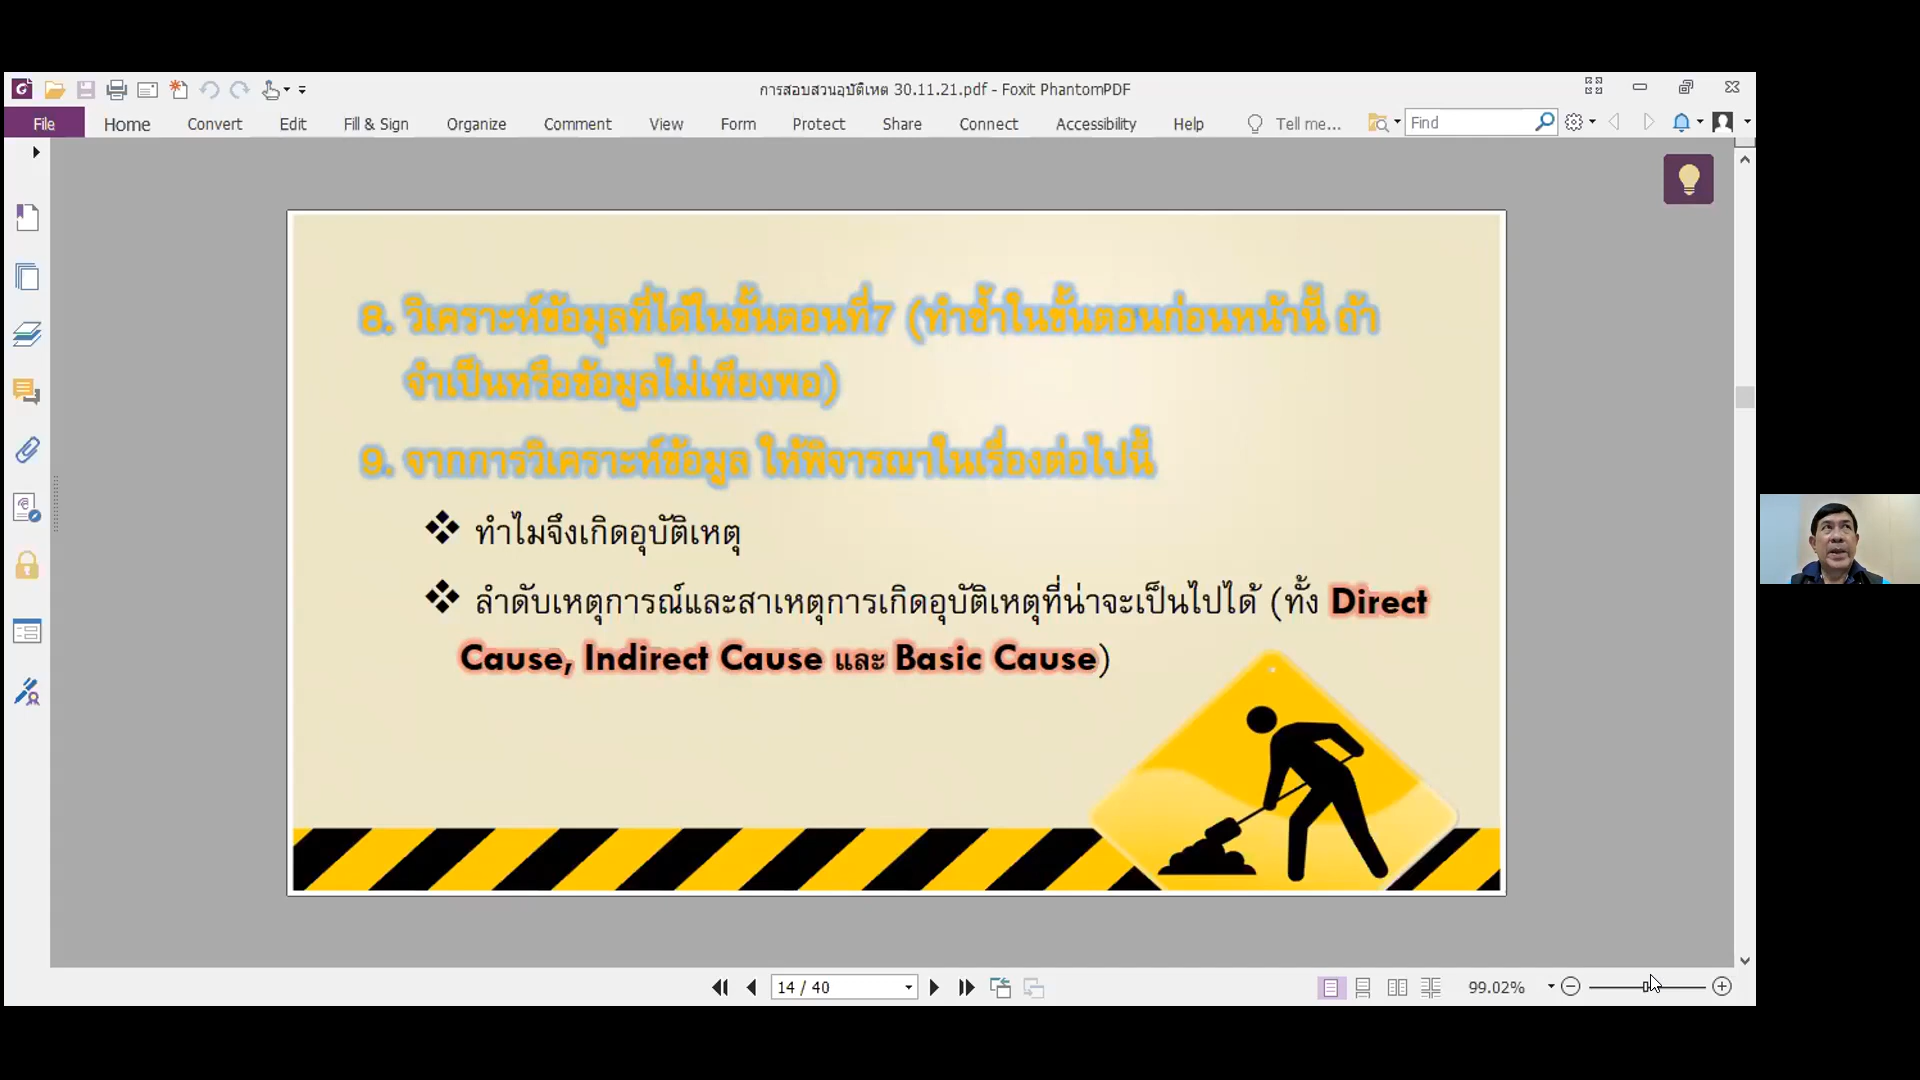 การสอบสวนอุบัติเหต 30.11.21.pdf - Foxit PhantomPDF
File Home Convert Edit Fill & Sign Organize Comment View Form Protect Share Connect Accessibility Help Tell me... Find
8. วิเคราะห์ข้อมูลที่ได้ในขั้นตอนที่7 (ทำซ้ำในขั้นตอนก่อนหน้านี้ ถ้า
จำเป็นหรือข้อมูลไม่เพียงพอ)
9. จากการวิเคราะห์ข้อมูล ให้พิจารณาในเรื่องต่อไปนี้
❖ ทำไมจึงเกิดอุบัติเหตุ
❖ ลำดับเหตุการณ์และสาเหตุการเกิดอุบัติเหตุที่น่าจะเป็นไปได้ (ทั้ง Direct
Cause, Indirect Cause และ Basic Cause)
14 / 40 99.02%